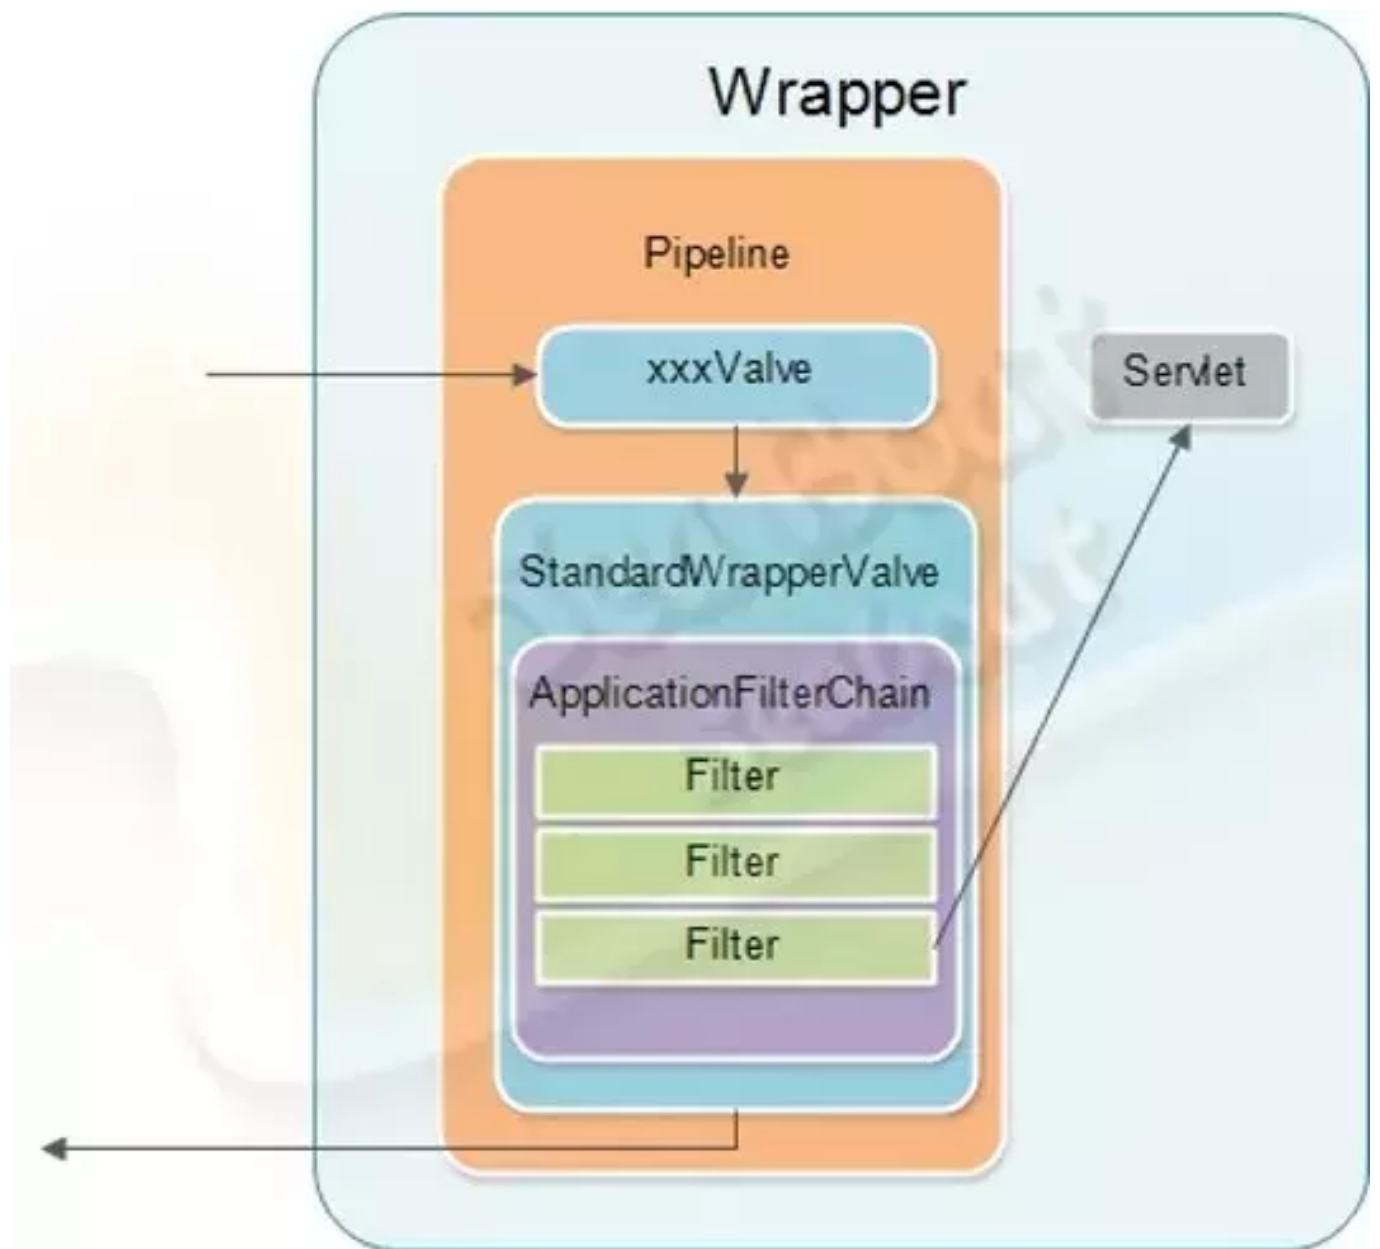 Wrapper
Pipeline
xxxValve
Servlet
StandardWrapperValve
ApplicationFilterChain
Filter
Filter
Filter